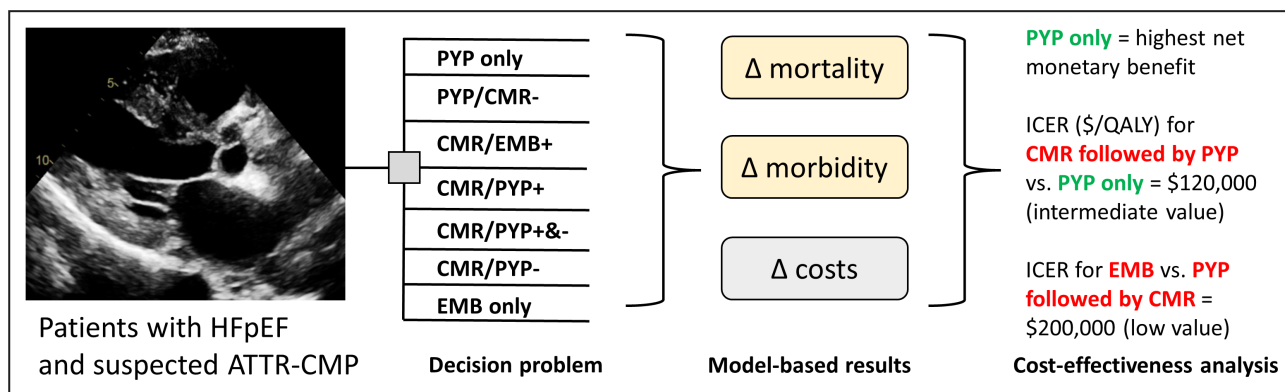 5
10
Patients with HFpEF
and suspected ATTR-CMP
PYP only
PYP/CMR-
CMR/EMB+
CMR/PYP+
CMR/PYP+&-
CMR/PYP-
EMB only
Decision problem
Δ mortality
Δ morbidity
Δ costs
Model-based results
PYP only = highest net
monetary benefit
ICER ($/QALY) for
CMR followed by PYP
vs. PYP only = $120,000
(intermediate value)
ICER for EMB vs. PYP
followed by CMR =
$200,000 (low value)
Cost-effectiveness analysis